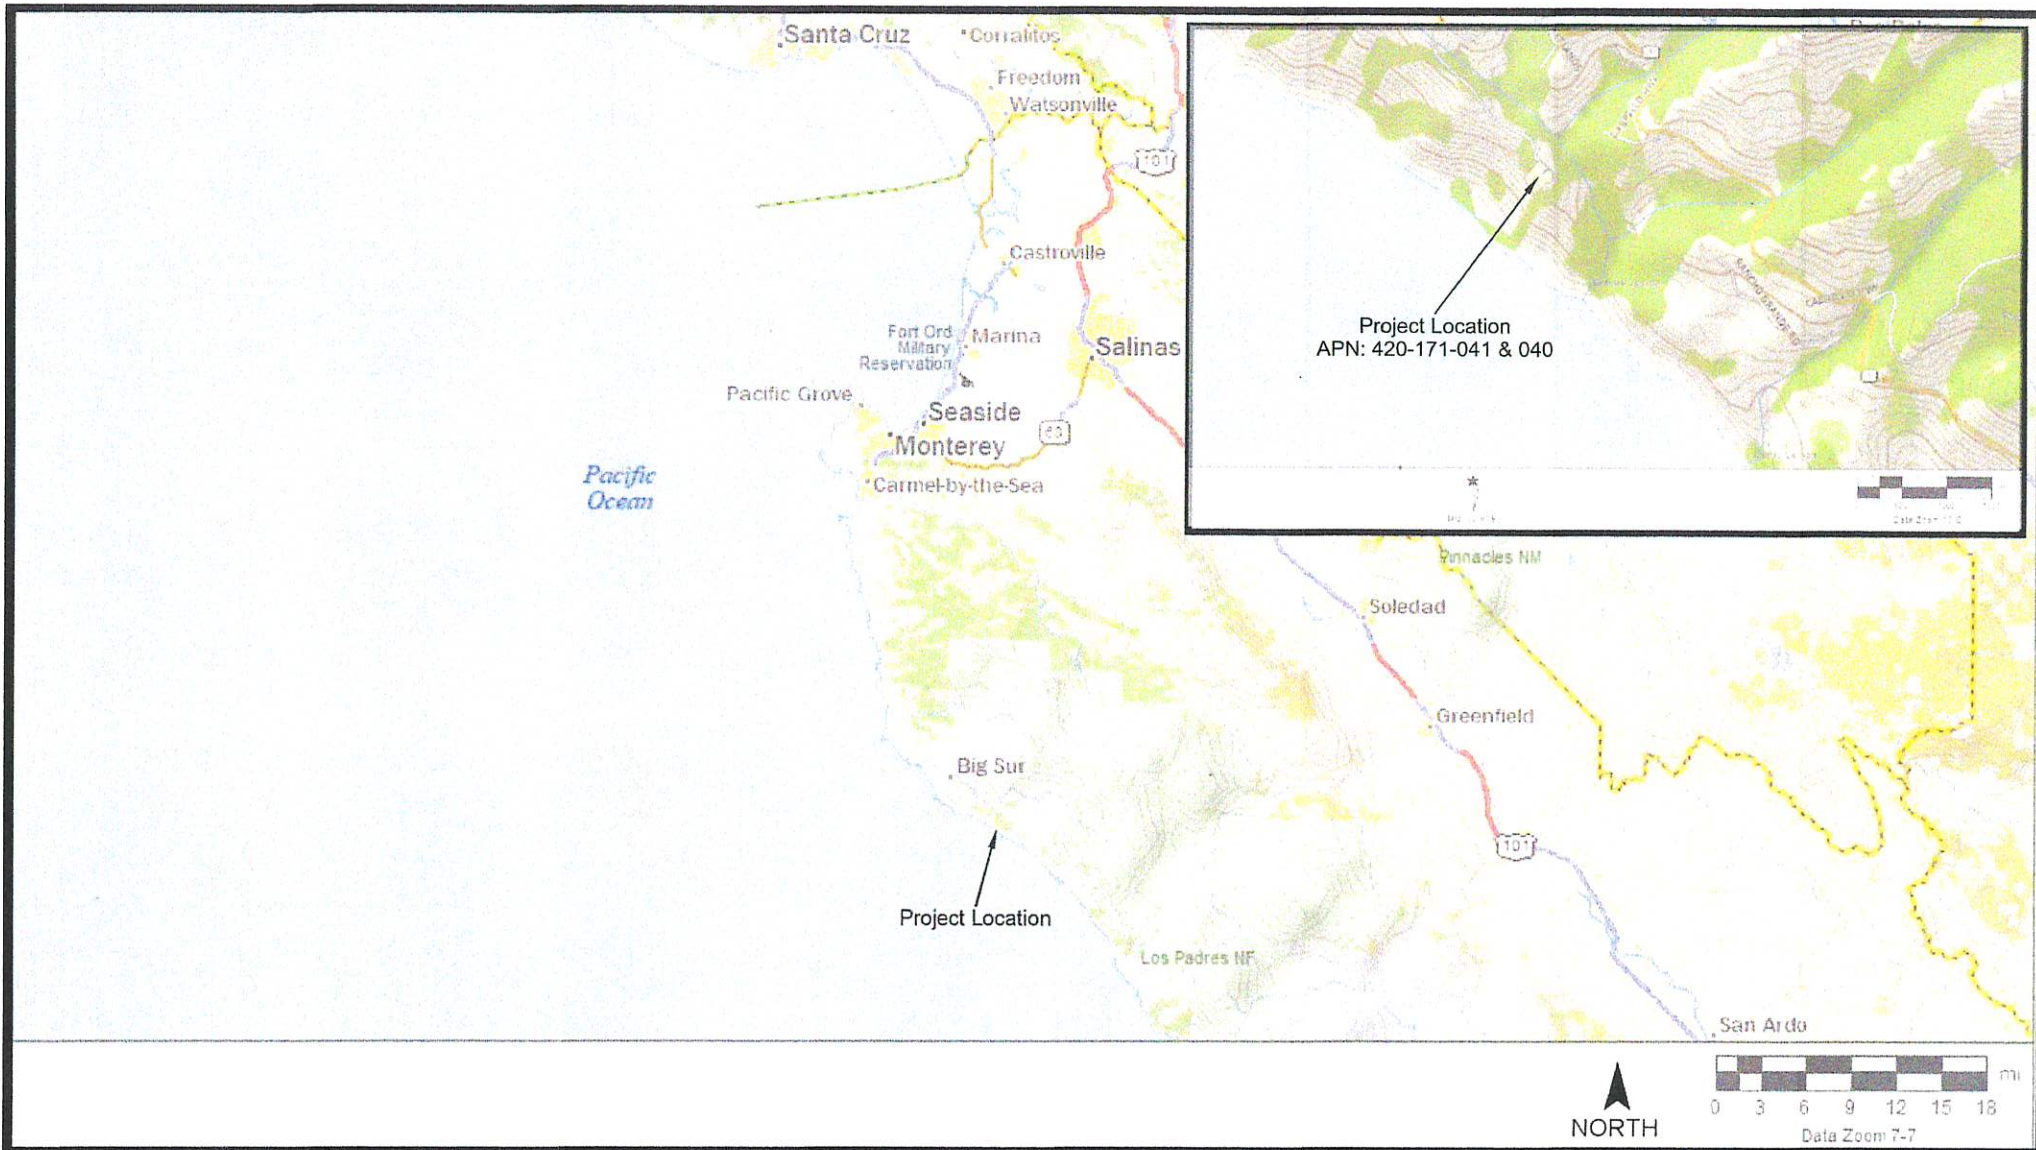 Santa Cruz
Corralitos
Freedom
Watsonville
101
Castroville
Fort Ord
Military
Reservation
Marina
Salinas
Pacific Grove
Seaside
Monterey
68
Carmel-by-the-Sea
Pacific
Ocean
Project Location
APN: 420-171-041 & 040
RANCHO GRANDE RD
Pinnacles NM
Soledad
Greenfield
Big Sur
101
Project Location
Los Padres NF
San Ardo
NORTH
mi
0 3 6 9 12 15 18
Data Zoom 7-7